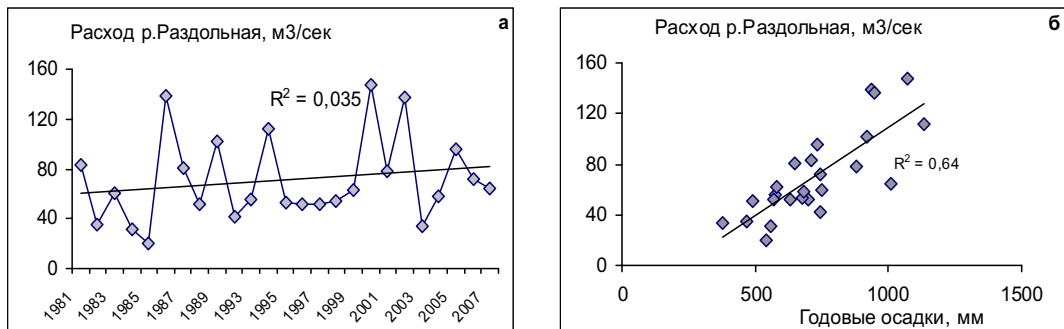 Расход р.Раздольная, м3/сек
а
160
120
80
40
0
R² = 0,035
1981
1983
1985
1987
1989
1993
1995
1997
1999
2001
2003
2005
2007
Расход р.Раздольная, м3/сек
б
160
120
80
40
0
R² = 0,64
0 500 1000 1500
Годовые осадки, мм